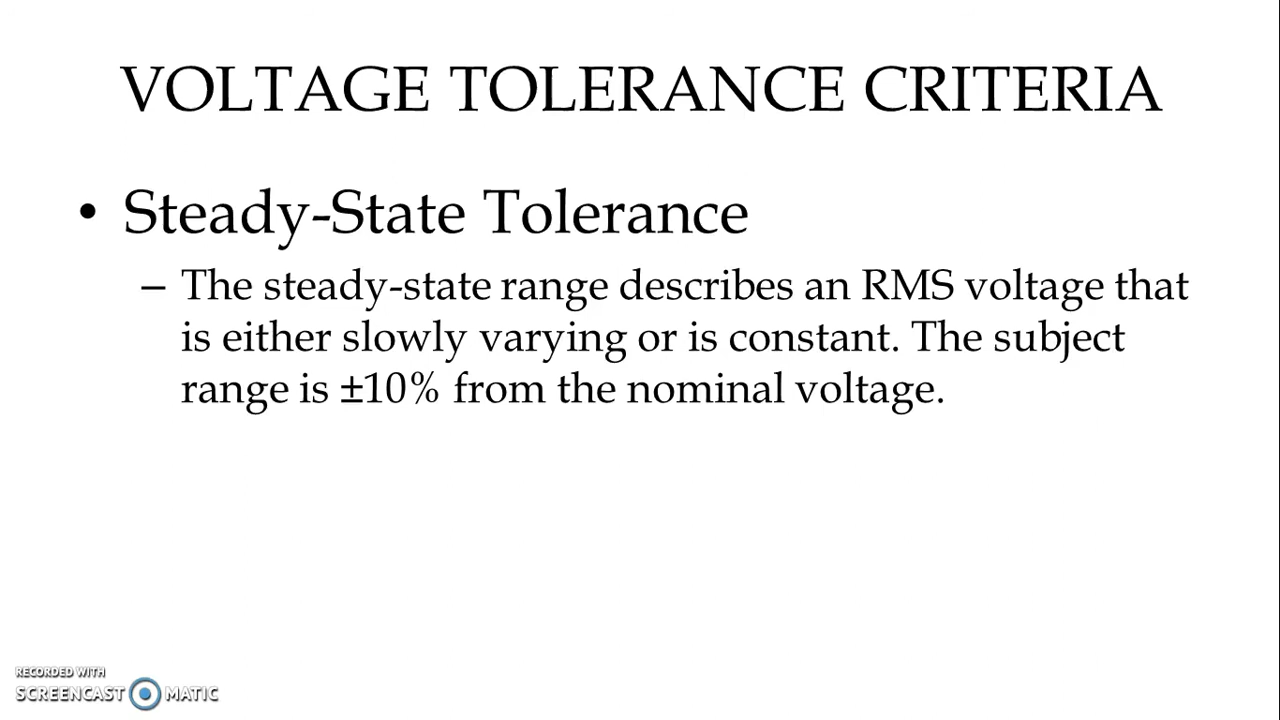 VOLTAGE TOLERANCE CRITERIA
• Steady-State Tolerance
– The steady-state range describes an RMS voltage that
is either slowly varying or is constant. The subject
range is ±10% from the nominal voltage.
RECORDED WITH
SCREENCAST MATIC